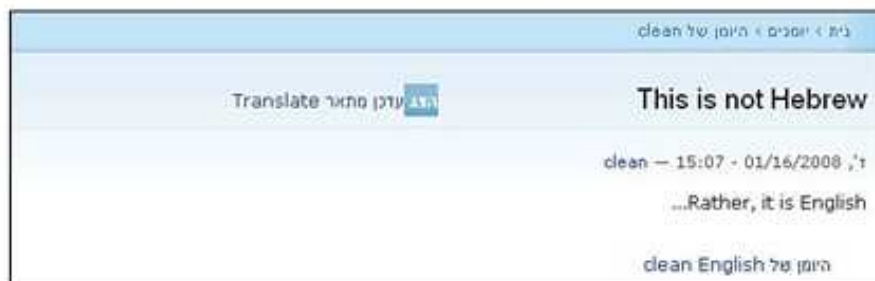 בית › יומנים › היומן של clean
This is not Hebrew
הצג עדכן מתאר Translate
ד', 01/16/2008 - 15:07 — clean
Rather, it is English...
היומן של clean English